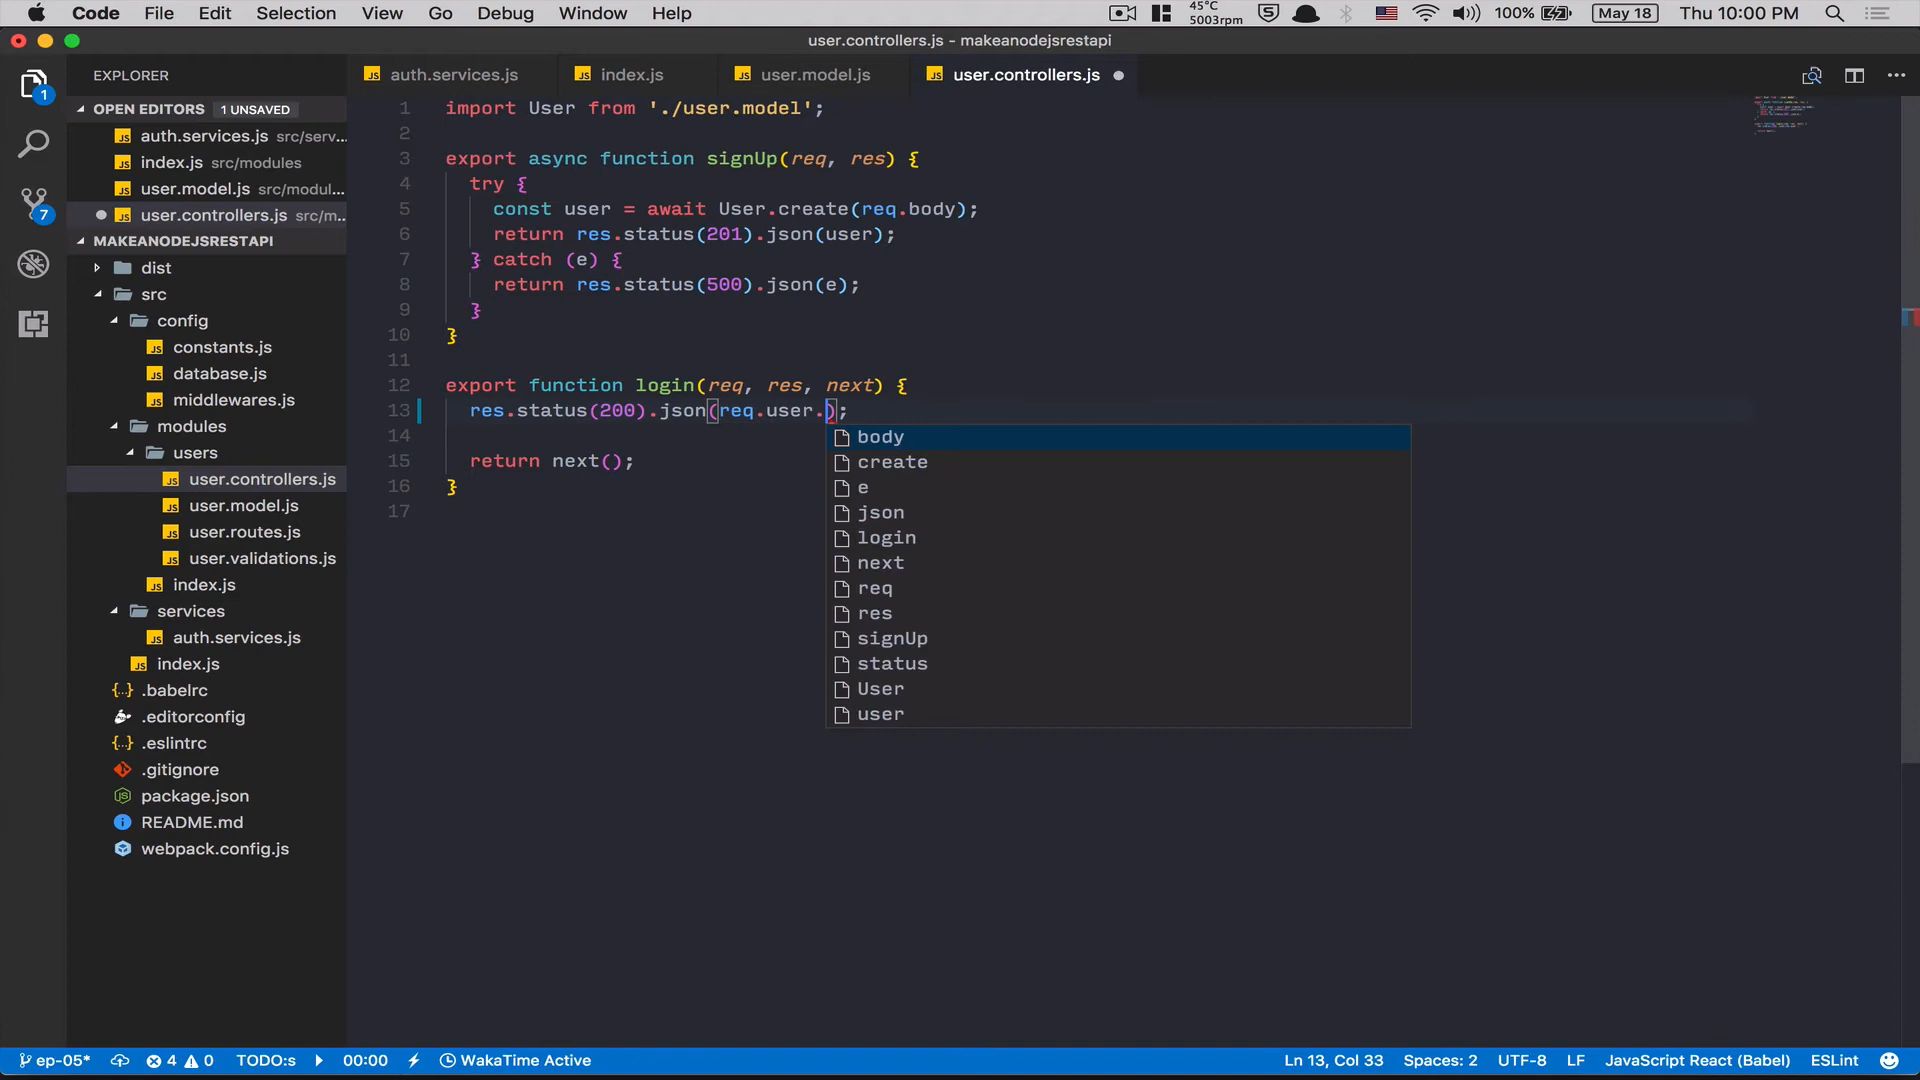 Code File Edit Selection View Go Debug Window Help 45°C 5003rpm 100% May 18 Thu 10:00 PM
user.controllers.js - makeanodejsrestapi
EXPLORER
OPEN EDITORS 1 UNSAVED
auth.services.js src/serv...
index.js src/modules
user.model.js src/modul...
user.controllers.js src/m...
MAKEANODEJSRESTAPI
dist
src
config
constants.js
database.js
middlewares.js
modules
users
user.controllers.js
user.model.js
user.routes.js
user.validations.js
index.js
services
auth.services.js
index.js
.babelrc
.editorconfig
.eslintrc
.gitignore
package.json
README.md
webpack.config.js
1
7
auth.services.js index.js user.model.js user.controllers.js
1 import User from './user.model';
2
3 export async function signUp(req, res) {
4 try {
5 const user = await User.create(req.body);
6 return res.status(201).json(user);
7 } catch (e) {
8 return res.status(500).json(e);
9 }
10 }
11
12 export function login(req, res, next) {
13 res.status(200).json(req.user.);
14
15 return next();
16 }
17
body
create
e
json
login
next
req
res
signUp
status
User
user
ep-05* 4 0 TODO:s 00:00 WakaTime Active Ln 13, Col 33 Spaces: 2 UTF-8 LF JavaScript React (Babel) ESLint